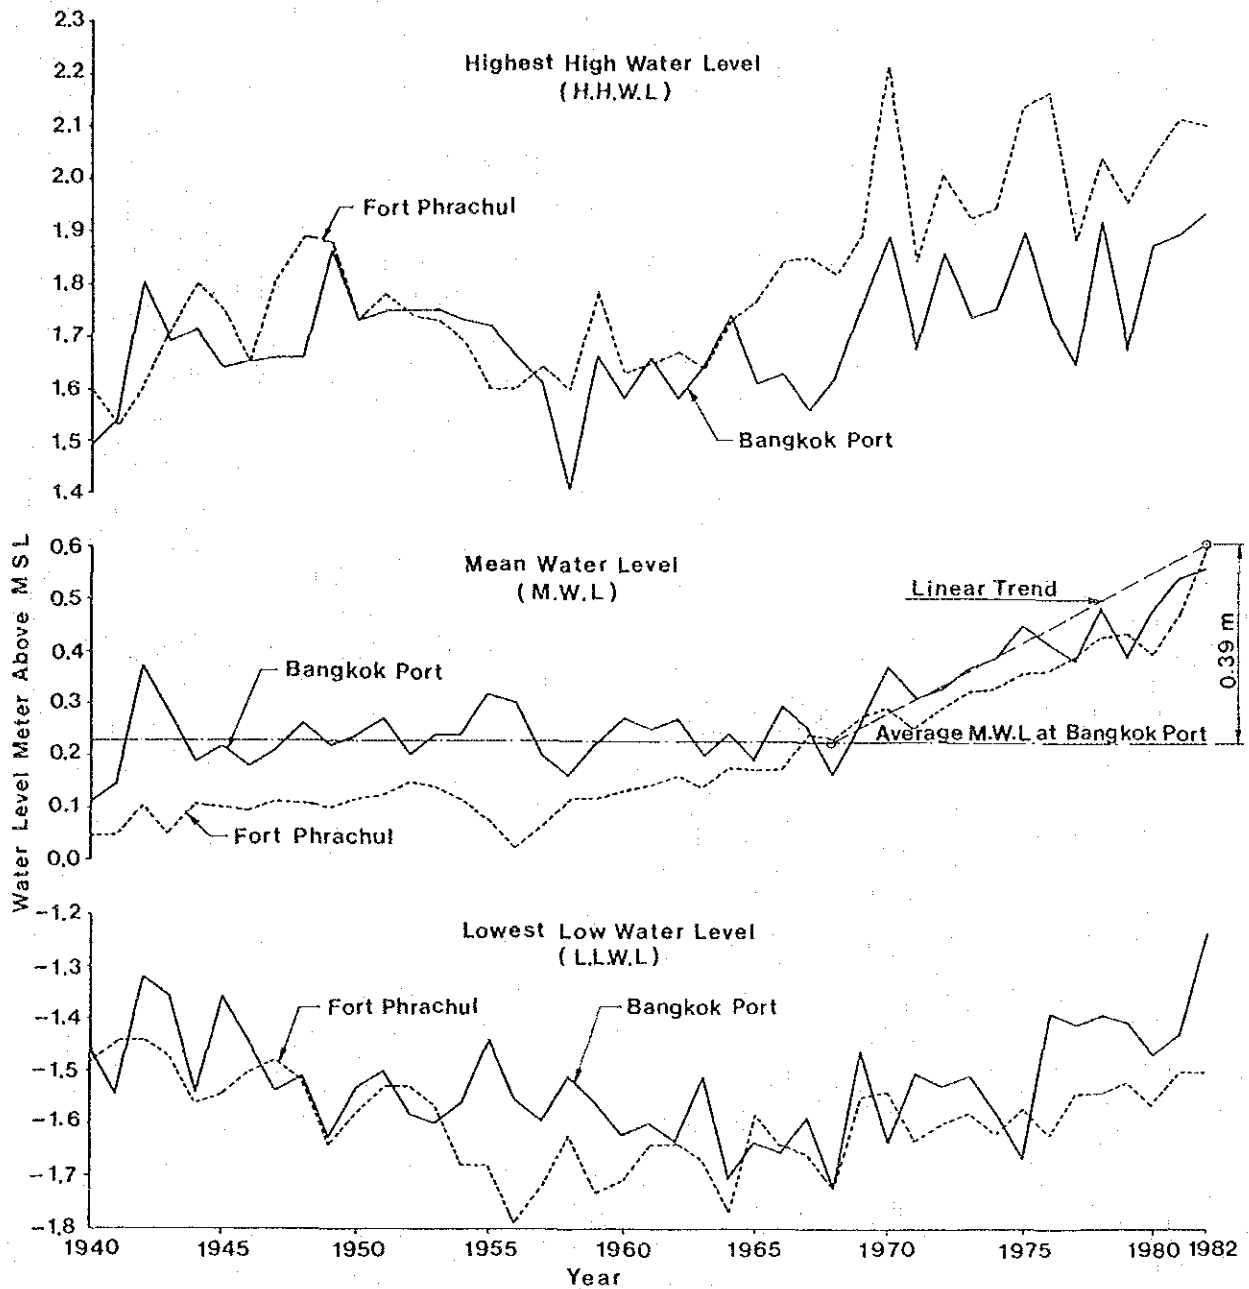 2.3
Highest High Water Level
2.2
(H.H.W.L)
2.1
2.0
Fort Phrachul
1.9
1.8
1.7
1.6
1.5
Bangkok Port
1.4
Water Level Meter Above M S L
0.6
Mean Water Level
(M.W.L)
0.5
Linear Trend
0.4
Bangkok Port
0.39 m
0.3
0.2
Average M.W.L at Bangkok Port
0.1
Fort Phrachul
0.0
-1.2
Lowest Low Water Level
(L.L.W.L)
-1.3
Fort Phrachul
Bangkok Port
-1.4
-1.5
-1.6
-1.7
-1.8
1940 1945 1950 1955 1960 1965 1970 1975 1980 1982
Year